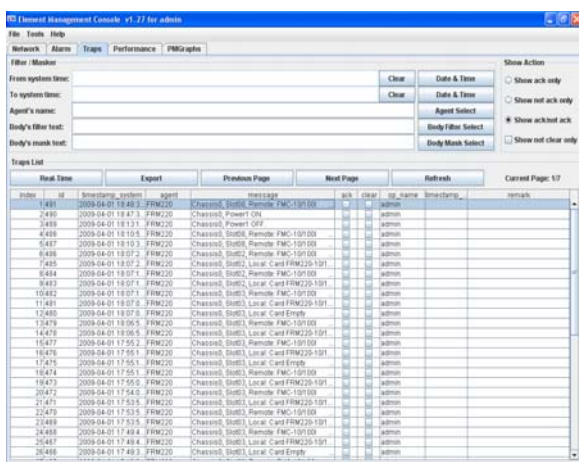 Element Management Console v1.27 for admin
File Tools Help
Network Alarm Traps Performance PMGraphs
Filter / Masker
Show Action
From system time: Clear Date & Time
Show ack only
To system time: Clear Date & Time
Show not ack only
Agent's name: Agent Select
Show ack/not ack
Body's filter text: Body Filter Select
Show not clear only
Body's mask text: Body Mask Select
Traps List
Real Time Export Previous Page Next Page Refresh Current Page: 1/7
index id timestamp_system agent message ack clear op_name timestamp_... remark
1 491 2009-04-01 18:48:3... FRM220 Chassis0, Slot08, Remote: FMC-10/100I admin
2 490 2009-04-01 18:47:3... FRM220 Chassis0, Power1 ON admin
3 489 2009-04-01 18:13:1... FRM220 Chassis0, Power1 OFF admin
4 488 2009-04-01 18:10:5... FRM220 Chassis0, Slot08, Remote: FMC-10/100I admin
5 487 2009-04-01 18:10:3... FRM220 Chassis0, Slot08, Remote: FMC-10/100I admin
6 486 2009-04-01 18:07:2... FRM220 Chassis0, Slot02, Remote: FMC-10/100I admin
7 485 2009-04-01 18:07:2... FRM220 Chassis0, Slot02, Local: Card FRM220-10/1... admin
8 484 2009-04-01 18:07:1... FRM220 Chassis0, Slot02, Remote: FMC-10/100I admin
9 483 2009-04-01 18:07:1... FRM220 Chassis0, Slot02, Local: Card FRM220-10/1... admin
10 482 2009-04-01 18:07:1... FRM220 Chassis0, Slot03, Remote: FMC-10/100I admin
11 481 2009-04-01 18:07:0... FRM220 Chassis0, Slot03, Local: Card FRM220-10/1... admin
12 480 2009-04-01 18:07:0... FRM220 Chassis0, Slot03, Local: Card Empty admin
13 479 2009-04-01 18:06:5... FRM220 Chassis0, Slot03, Remote: FMC-10/100I admin
14 478 2009-04-01 18:06:5... FRM220 Chassis0, Slot03, Remote: FMC-10/100I admin
15 477 2009-04-01 17:55:2... FRM220 Chassis0, Slot03, Remote: FMC-10/100I admin
16 476 2009-04-01 17:55:1... FRM220 Chassis0, Slot03, Local: Card FRM220-10/1... admin
17 475 2009-04-01 17:55:1... FRM220 Chassis0, Slot03, Local: Card Empty admin
18 474 2009-04-01 17:55:1... FRM220 Chassis0, Slot03, Remote: FMC-10/100I admin
19 473 2009-04-01 17:55:0... FRM220 Chassis0, Slot03, Local: Card FRM220-10/1... admin
20 472 2009-04-01 17:54:0... FRM220 Chassis0, Slot03, Remote: FMC-10/100I admin
21 471 2009-04-01 17:53:5... FRM220 Chassis0, Slot03, Local: Card FRM220-10/1... admin
22 470 2009-04-01 17:53:5... FRM220 Chassis0, Slot03, Remote: FMC-10/100I admin
23 469 2009-04-01 17:53:5... FRM220 Chassis0, Slot03, Local: Card FRM220-10/1... admin
24 468 2009-04-01 17:49:4... FRM220 Chassis0, Slot03, Remote: FMC-10/100I admin
25 467 2009-04-01 17:49:4... FRM220 Chassis0, Slot03, Local: Card FRM220-10/1... admin
26 466 2009-04-01 17:49:3... FRM220 Chassis0, Slot03, Local: Card Empty admin